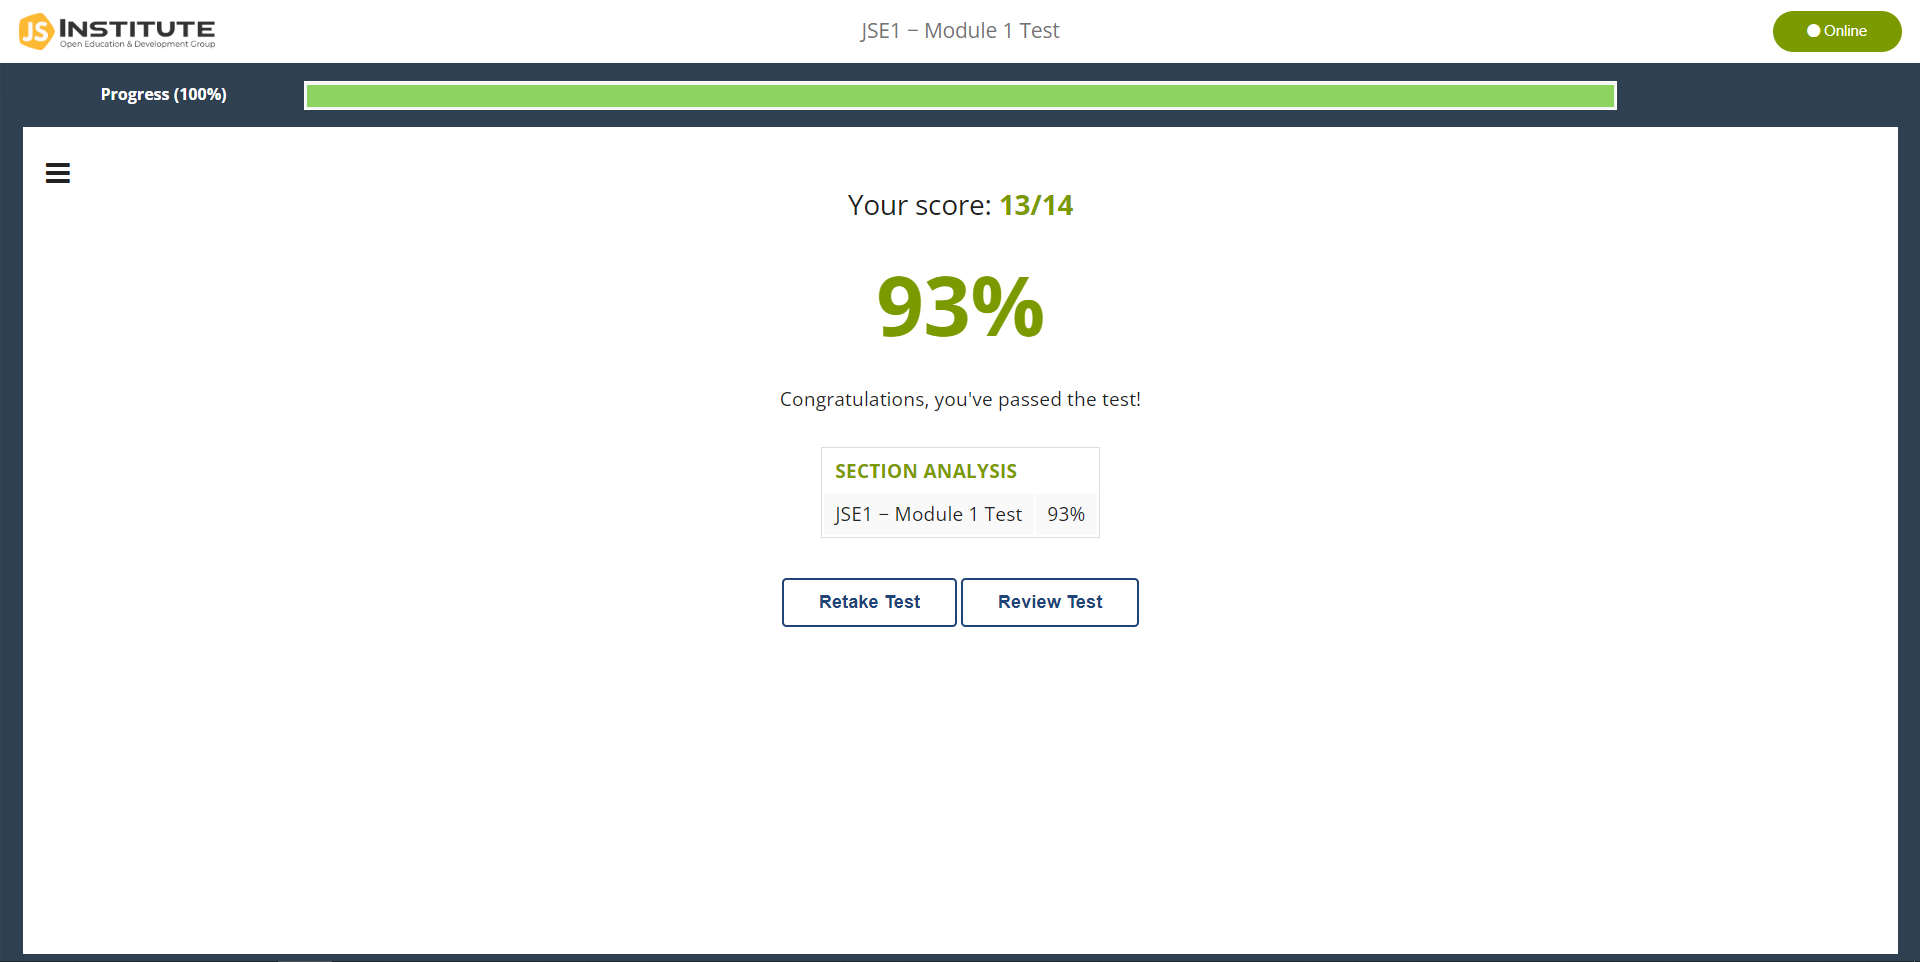 JS INSTITUTE
Open Education & Development Group
JSE1 – Module 1 Test
Online
Progress (100%)
Your score: 13/14
93%
Congratulations, you've passed the test!
SECTION ANALYSIS
JSE1 – Module 1 Test 93%
Retake Test Review Test